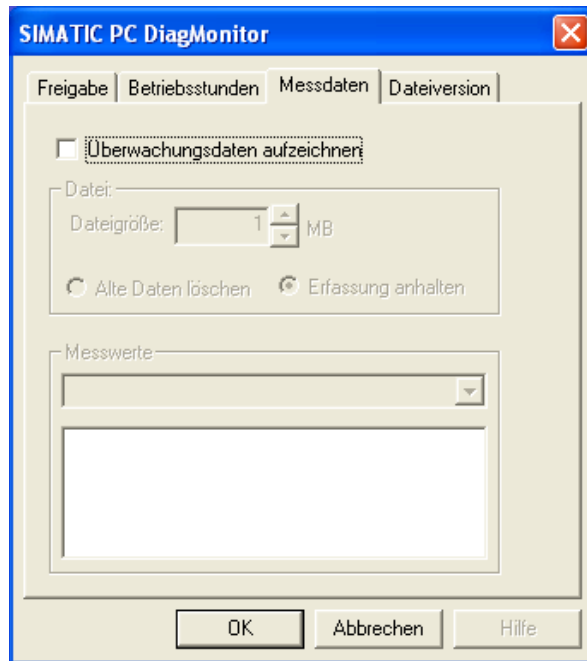 SIMATIC PC DiagMonitor
Freigabe Betriebsstunden Messdaten Dateiversion
Überwachungsdaten aufzeichnen
Datei:
Dateigröße: 1 MB
Alte Daten löschen Erfassung anhalten
Messwerte
OK Abbrechen Hilfe